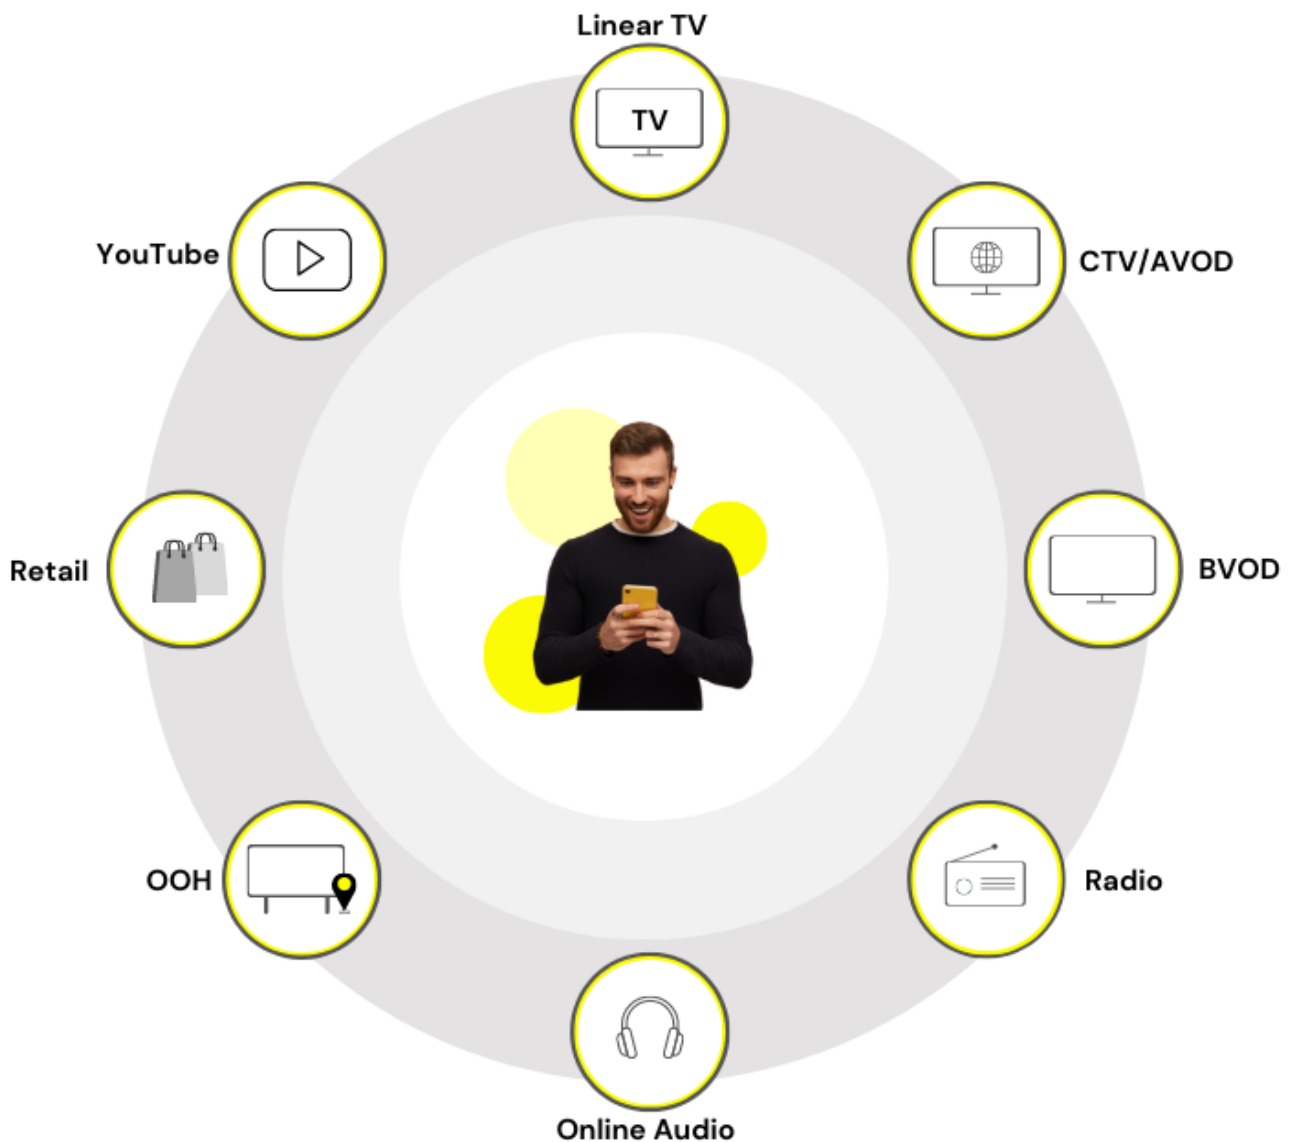 Linear TV
TV
YouTube
CTV/AVOD
Retail
BVOD
OOH
Radio
Online Audio